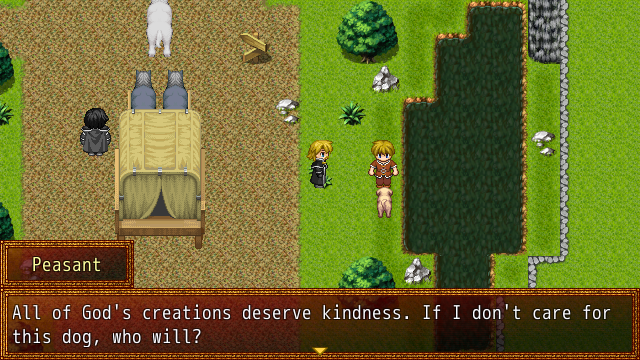 Peasant
All of God's creations deserve kindness. If I don't care for
this dog, who will?